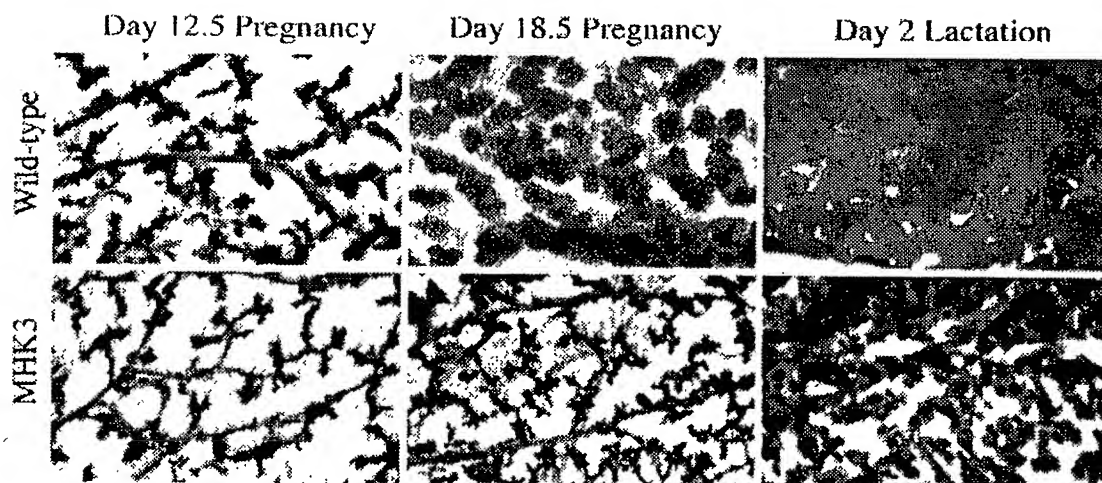 Day 12.5 Pregnancy
Day 18.5 Pregnancy
Day 2 Lactation
Wild-type
MHK3